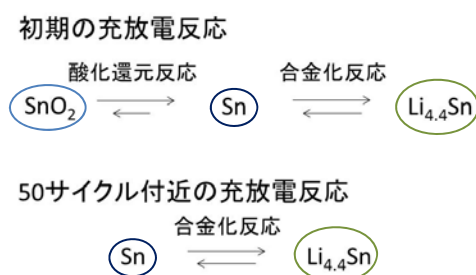 初期の充放電反応
酸化還元反応 合金化反応
SnO₂ Sn Li₄.₄Sn
50サイクル付近の充放電反応
合金化反応
Sn Li₄.₄Sn